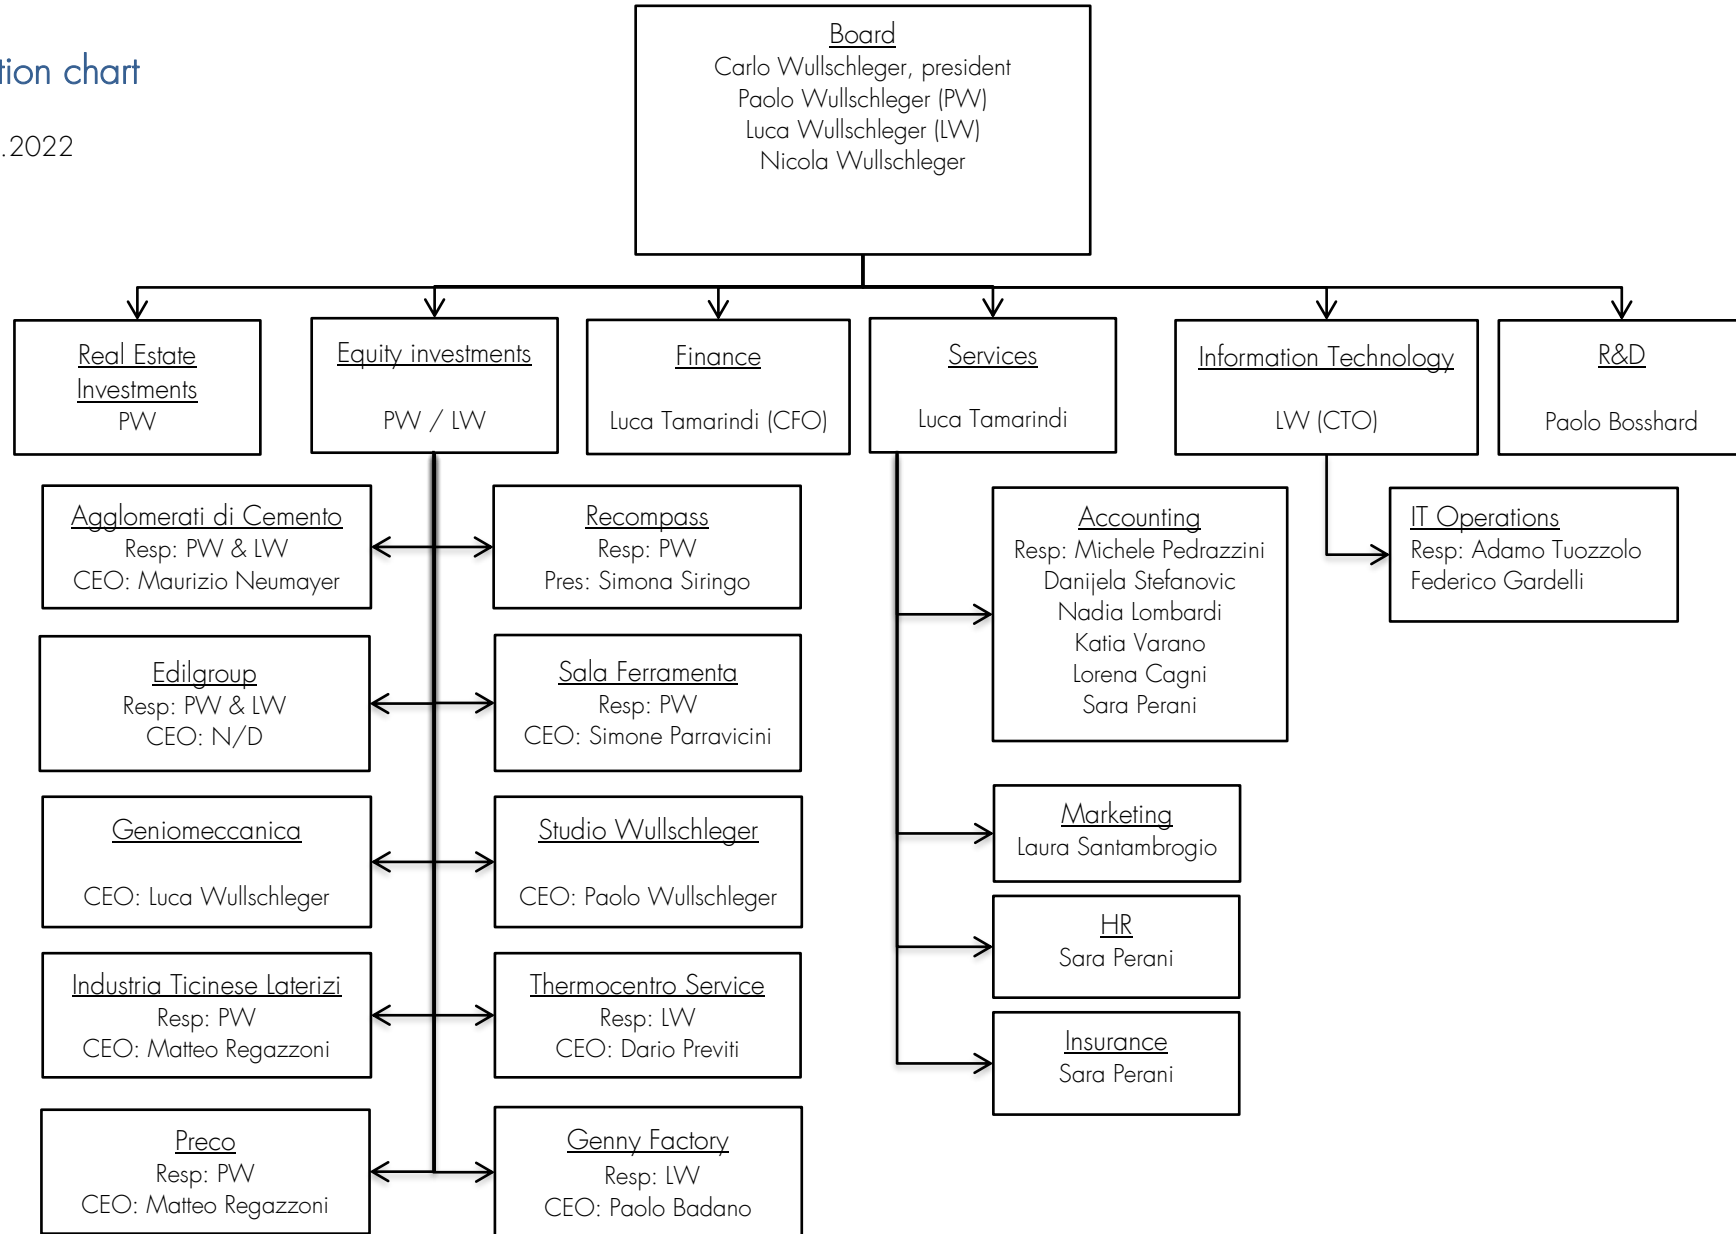 tion chart
.2022
Board
Carlo Wullschleger, president
Paolo Wullschleger (PW)
Luca Wullschleger (LW)
Nicola Wullschleger
Real Estate
Investments
PW
Equity investments
PW / LW
Finance
Luca Tamarindi (CFO)
Services
Luca Tamarindi
Information Technology
LW (CTO)
R&D
Paolo Bosshard
Agglomerati di Cemento
Resp: PW & LW
CEO: Maurizio Neumayer
Recompass
Resp: PW
Pres: Simona Siringo
Accounting
Resp: Michele Pedrazzini
Danijela Stefanovic
Nadia Lombardi
Katia Varano
Lorena Cagni
Sara Perani
IT Operations
Resp: Adamo Tuozzolo
Federico Gardelli
Edilgroup
Resp: PW & LW
CEO: N/D
Sala Ferramenta
Resp: PW
CEO: Simone Parravicini
Geniomeccanica
CEO: Luca Wullschleger
Studio Wullschleger
CEO: Paolo Wullschleger
Marketing
Laura Santambrogio
HR
Sara Perani
Industria Ticinese Laterizi
Resp: PW
CEO: Matteo Regazzoni
Thermocentro Service
Resp: LW
CEO: Dario Previti
Insurance
Sara Perani
Preco
Resp: PW
CEO: Matteo Regazzoni
Genny Factory
Resp: LW
CEO: Paolo Badano